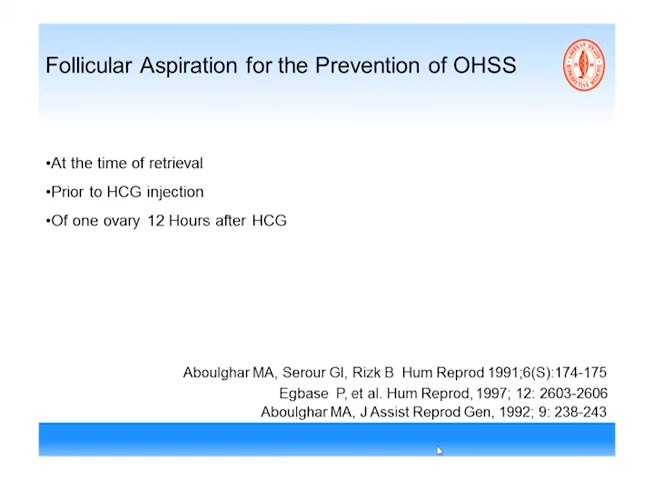 Follicular Aspiration for the Prevention of OHSS
•At the time of retrieval
•Prior to HCG injection
•Of one ovary 12 Hours after HCG
Aboulghar MA, Serour GI, Rizk B Hum Reprod 1991;6(S):174-175
Egbase P, et al. Hum Reprod, 1997; 12: 2603-2606
Aboulghar MA, J Assist Reprod Gen, 1992; 9: 238-243